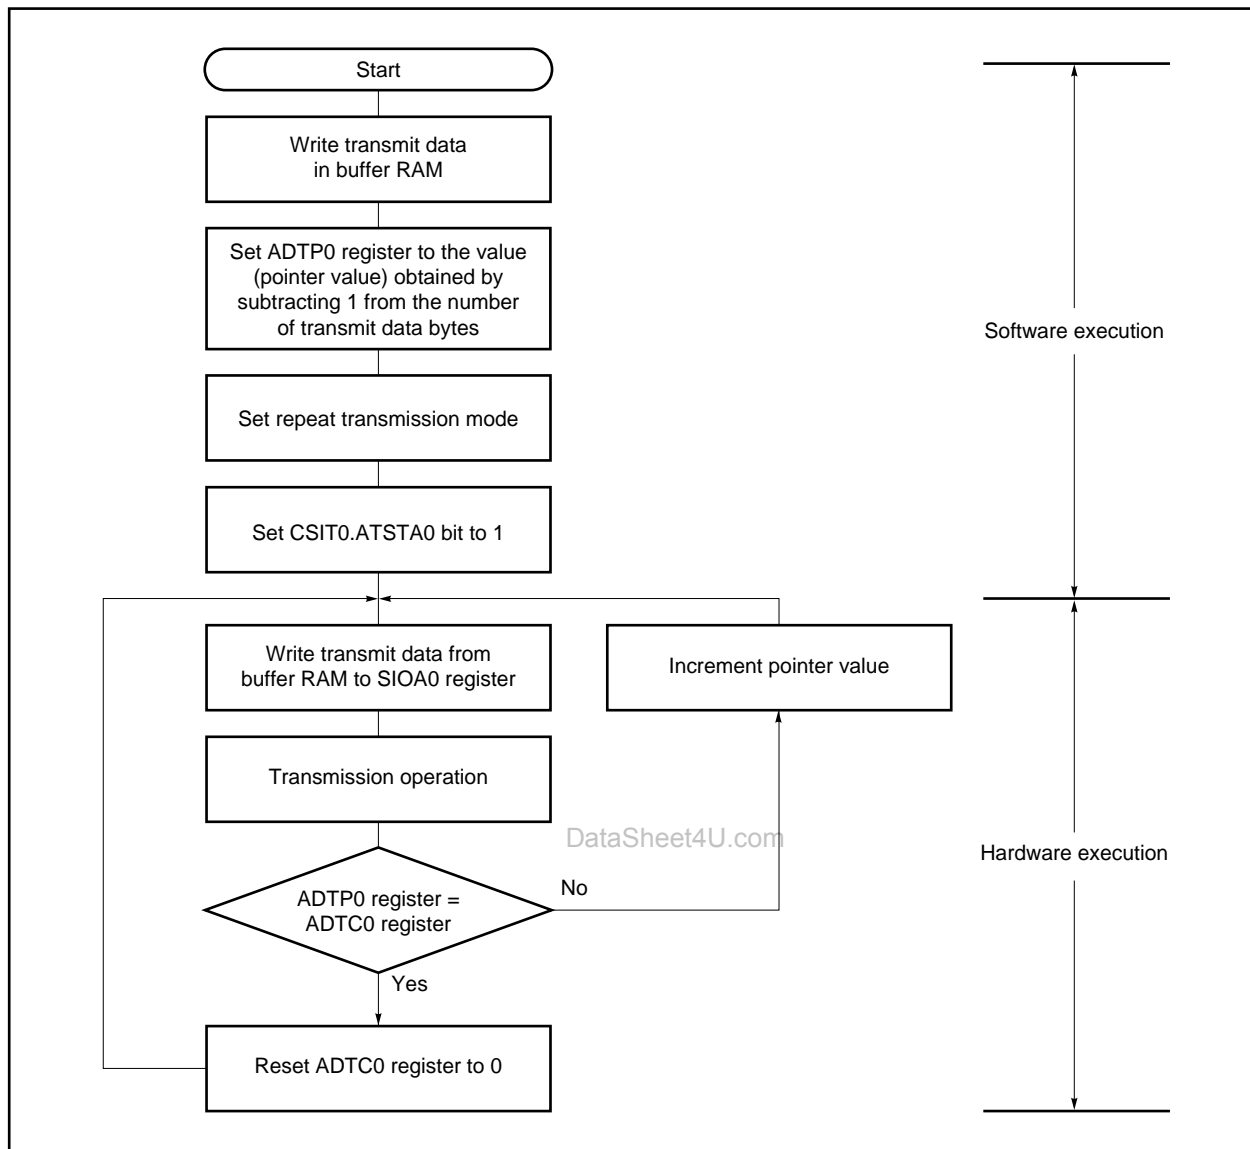 Start
Write transmit data
in buffer RAM
Set ADTP0 register to the value
(pointer value) obtained by
subtracting 1 from the number
of transmit data bytes
Software execution
Set repeat transmission mode
Set CSIT0.ATSTA0 bit to 1
Write transmit data from
buffer RAM to SIOA0 register
Increment pointer value
Transmission operation
DataSheet4U.com
Hardware execution
ADTP0 register =
ADTC0 register
No
Yes
Reset ADTC0 register to 0